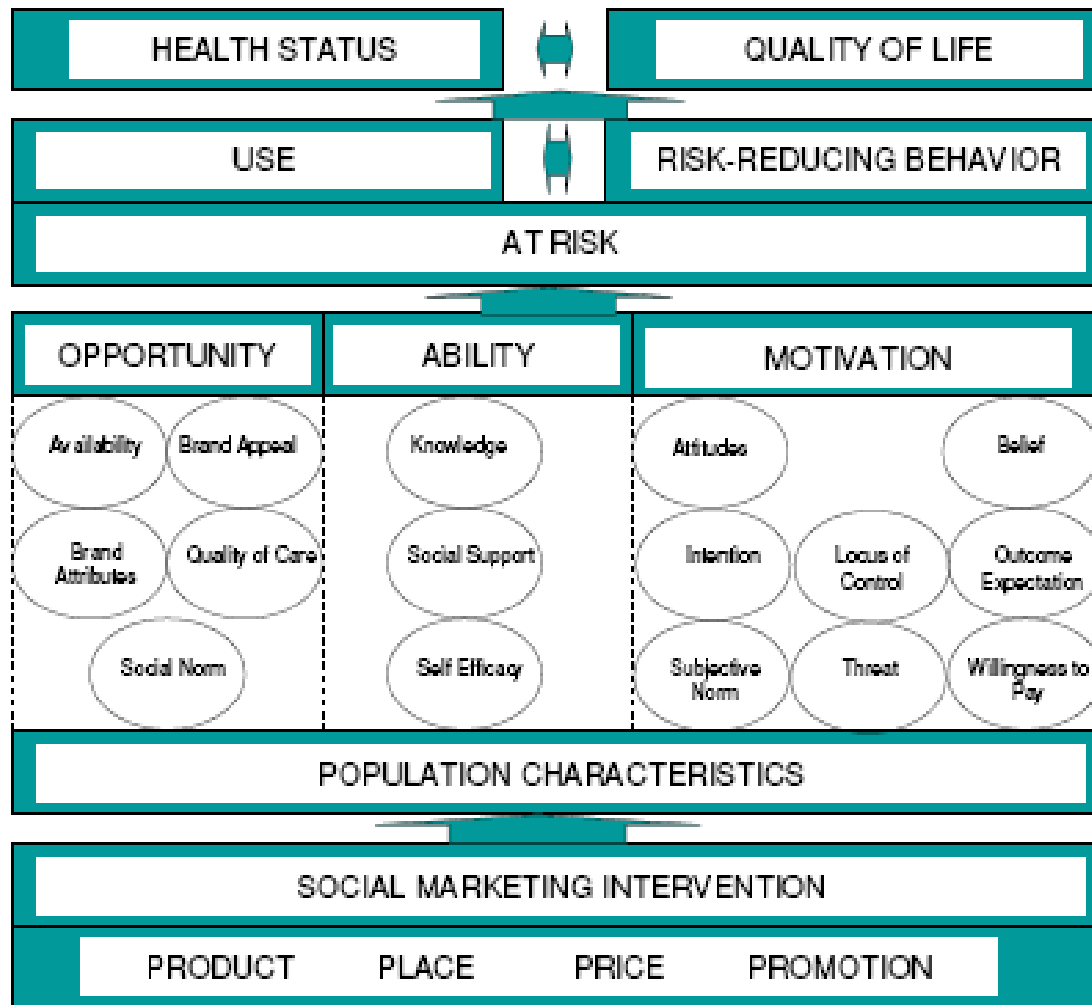 HEALTH STATUS
QUALITY OF LIFE
USE
RISK-REDUCING BEHAVIOR
AT RISK
OPPORTUNITY
ABILITY
MOTIVATION
Availability
Brand Appeal
Brand
Attributes
Quality of Care
Social Norm
Knowledge
Social Support
Self Efficacy
Attitudes
Belief
Intention
Locus of
Control
Outcome
Expectation
Subjective
Norm
Threat
Willingness to
Pay
POPULATION CHARACTERISTICS
SOCIAL MARKETING INTERVENTION
PRODUCT PLACE PRICE PROMOTION